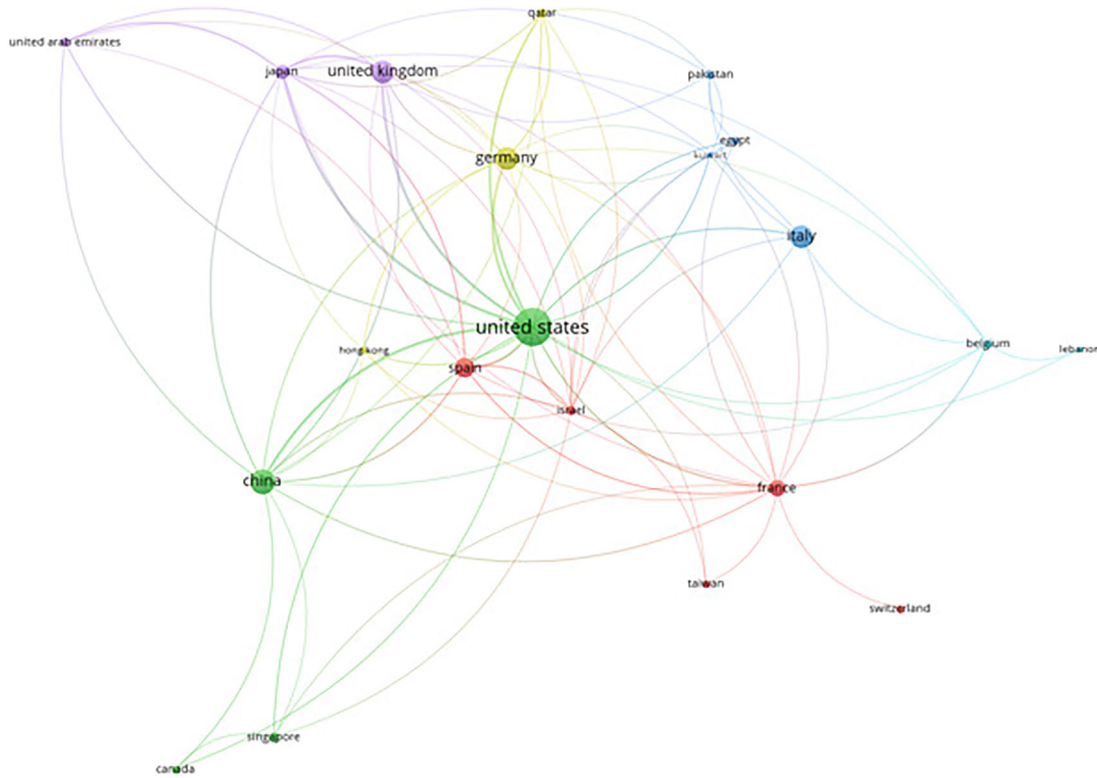 qatar
united arab emirates
japan
united kingdom
pakistan
egypt
kuwait
germany
italy
united states
hong kong
spain
belgium
lebanon
israel
china
france
taiwan
switzerland
singapore
canada